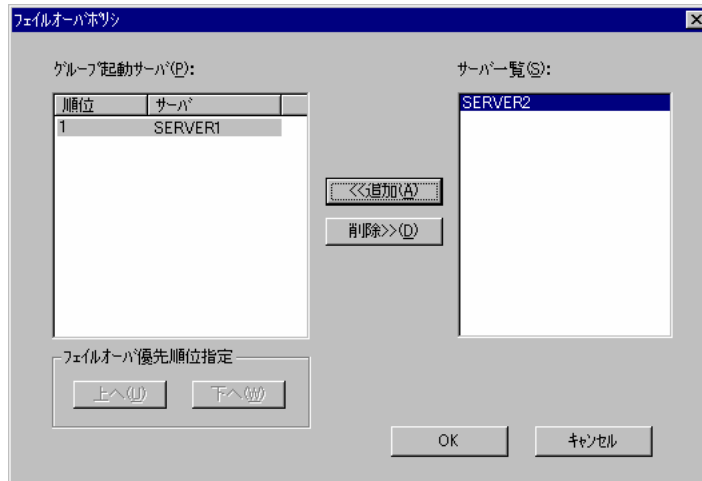 フェイルオーバポリシ
グループ起動サーバ(P):
順位 サーバ
1 SERVER1
サーバ一覧(S):
SERVER2
<<追加(A)
削除>>(D)
フェイルオーバ優先順位指定
上へ(U) 下へ(W)
OK キャンセル